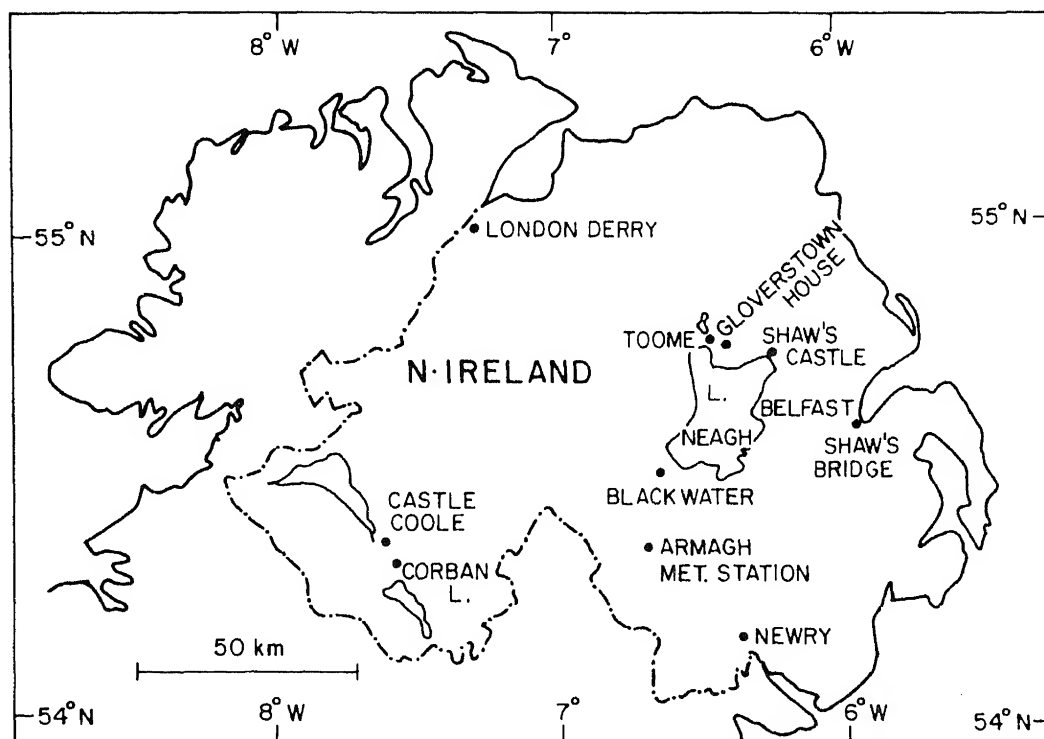 8° W
7°
6° W
55° N
55° N
LONDON DERRY
GLOVERSTOWN
HOUSE
TOOME
SHAW'S
CASTLE
N·IRELAND
L.
NEAGH
BELFAST
SHAW'S
BRIDGE
BLACKWATER
CASTLE
COOLE
CORBAN
L.
ARMAGH
MET. STATION
50 km
NEWRY
54° N
54° N
8° W
7°
6° W